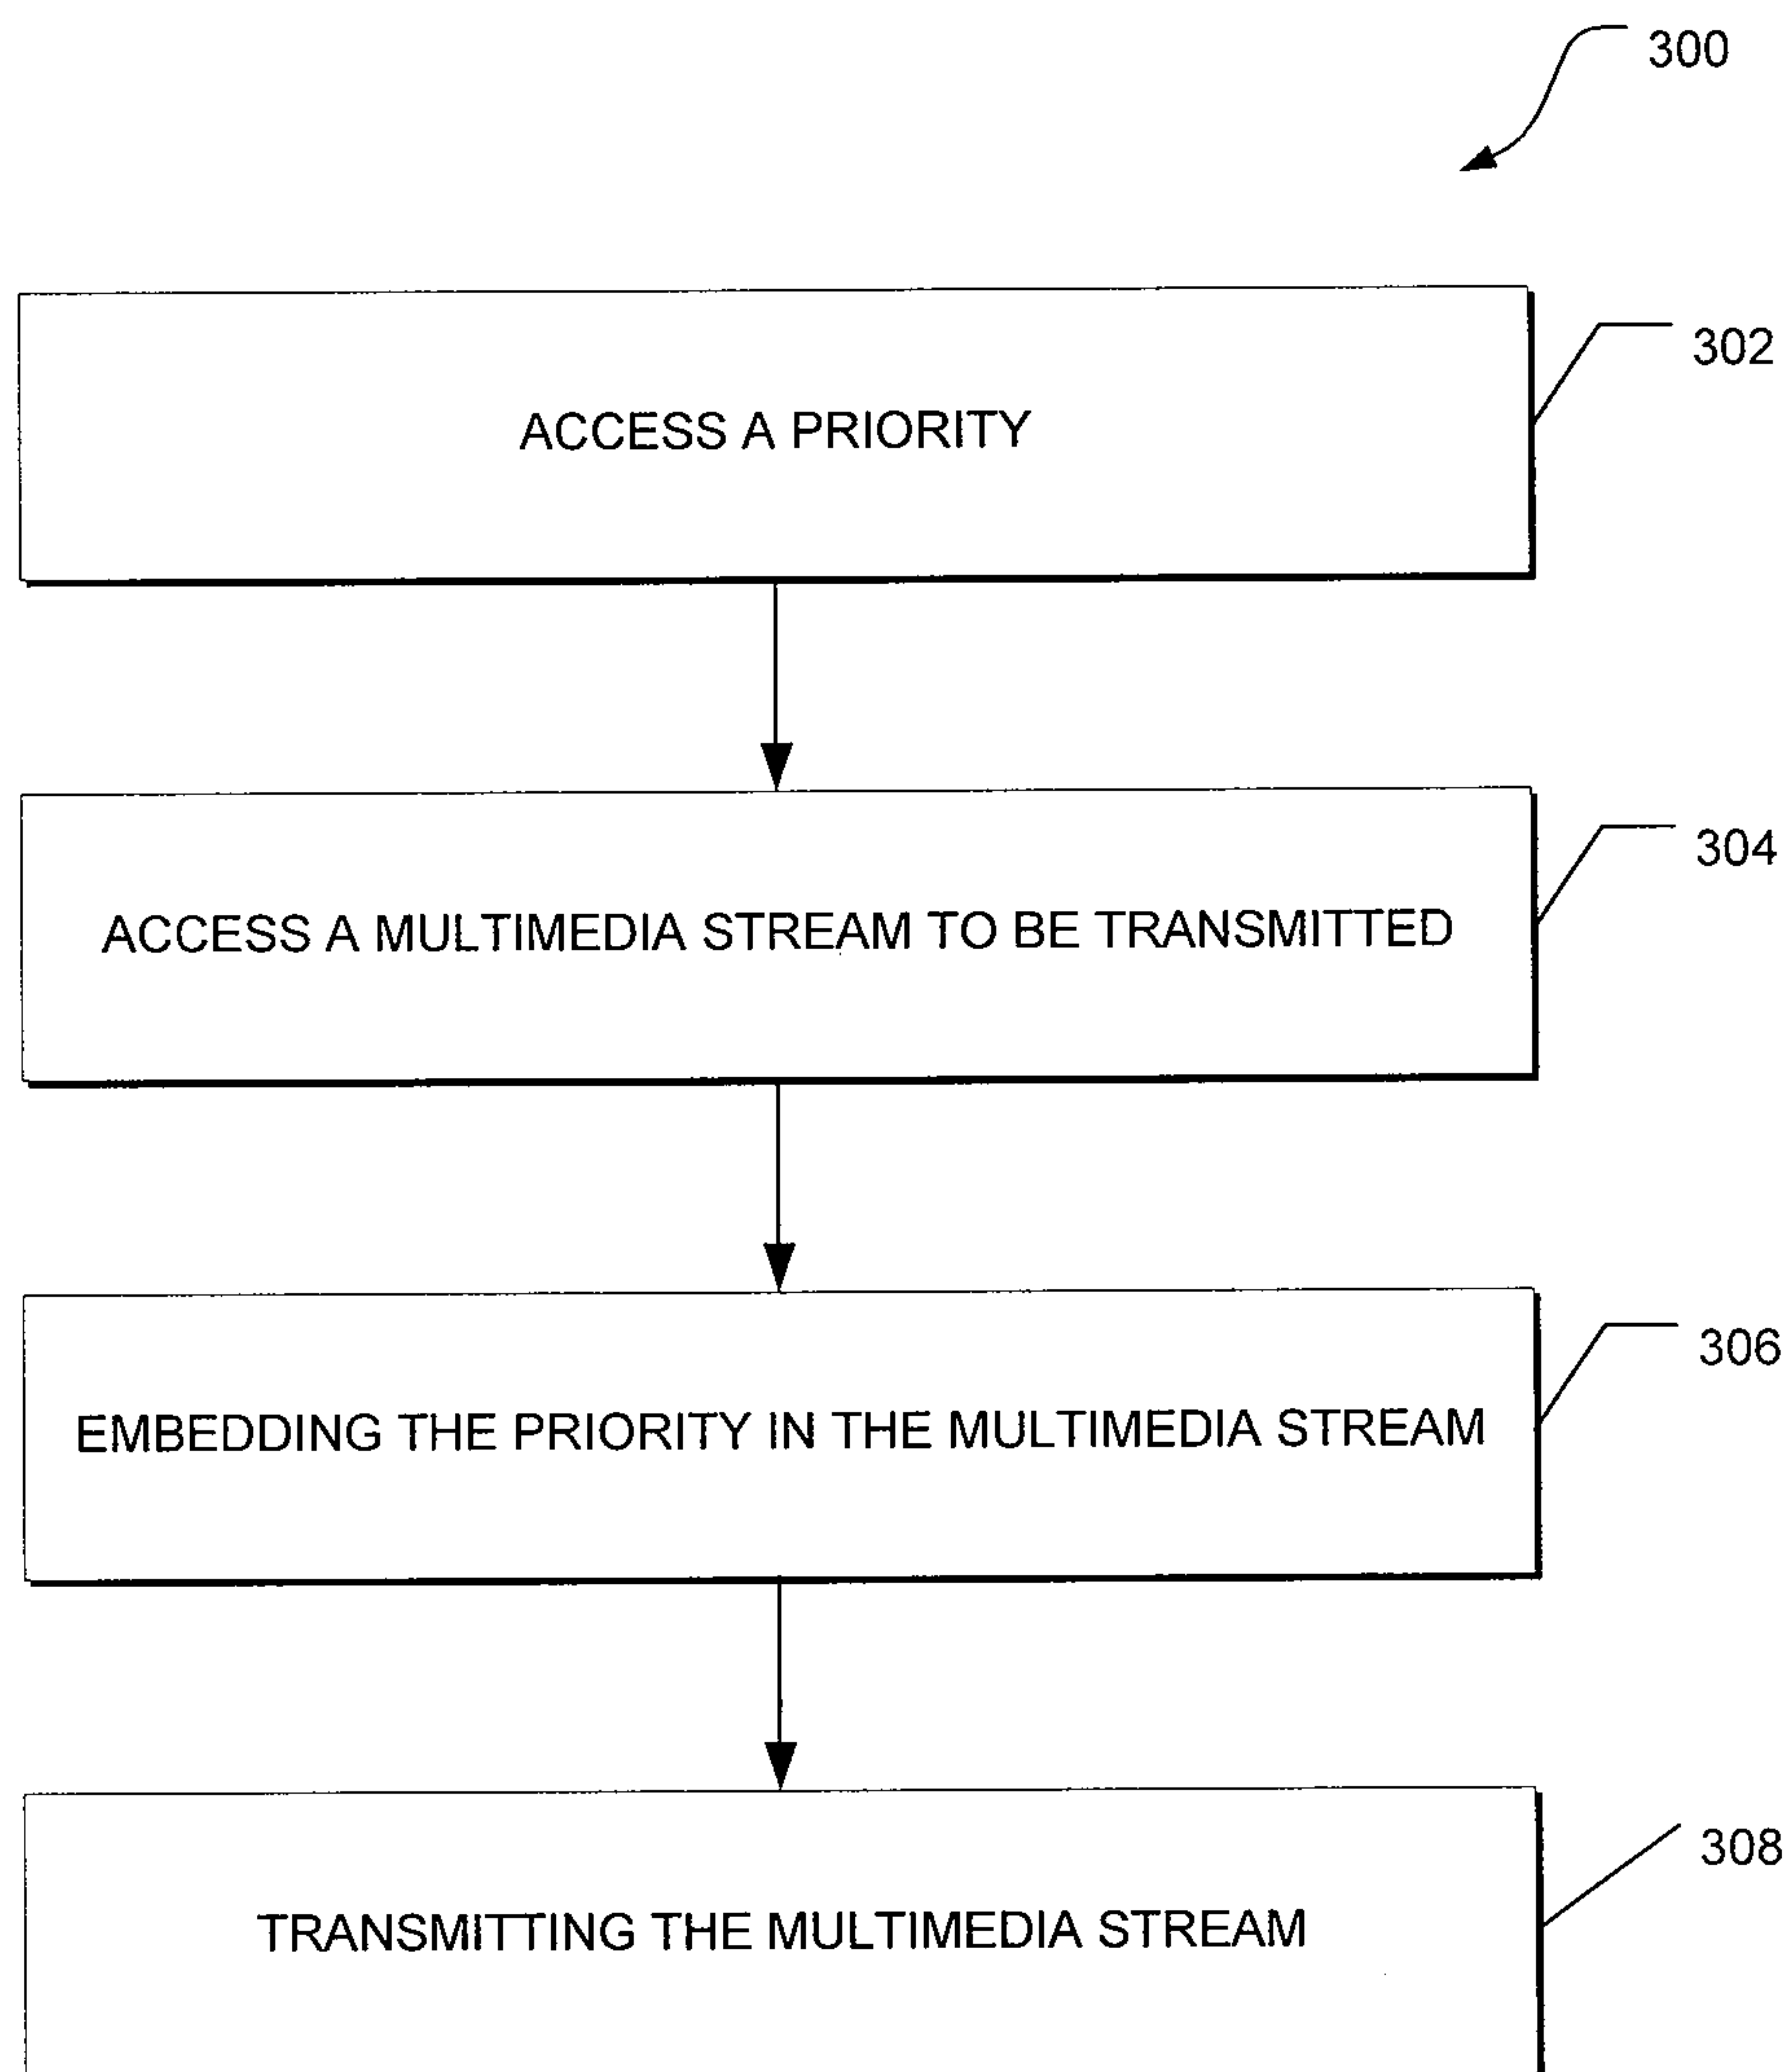 300
302
ACCESS A PRIORITY
304
ACCESS A MULTIMEDIA STREAM TO BE TRANSMITTED
306
EMBEDDING THE PRIORITY IN THE MULTIMEDIA STREAM
308
TRANSMITTING THE MULTIMEDIA STREAM